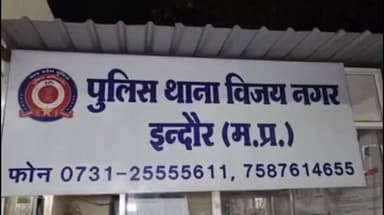 पुलिस थाना विजय नगर
इन्दौर (म.प्र.)
फोन 0731-25555611, 7587614655